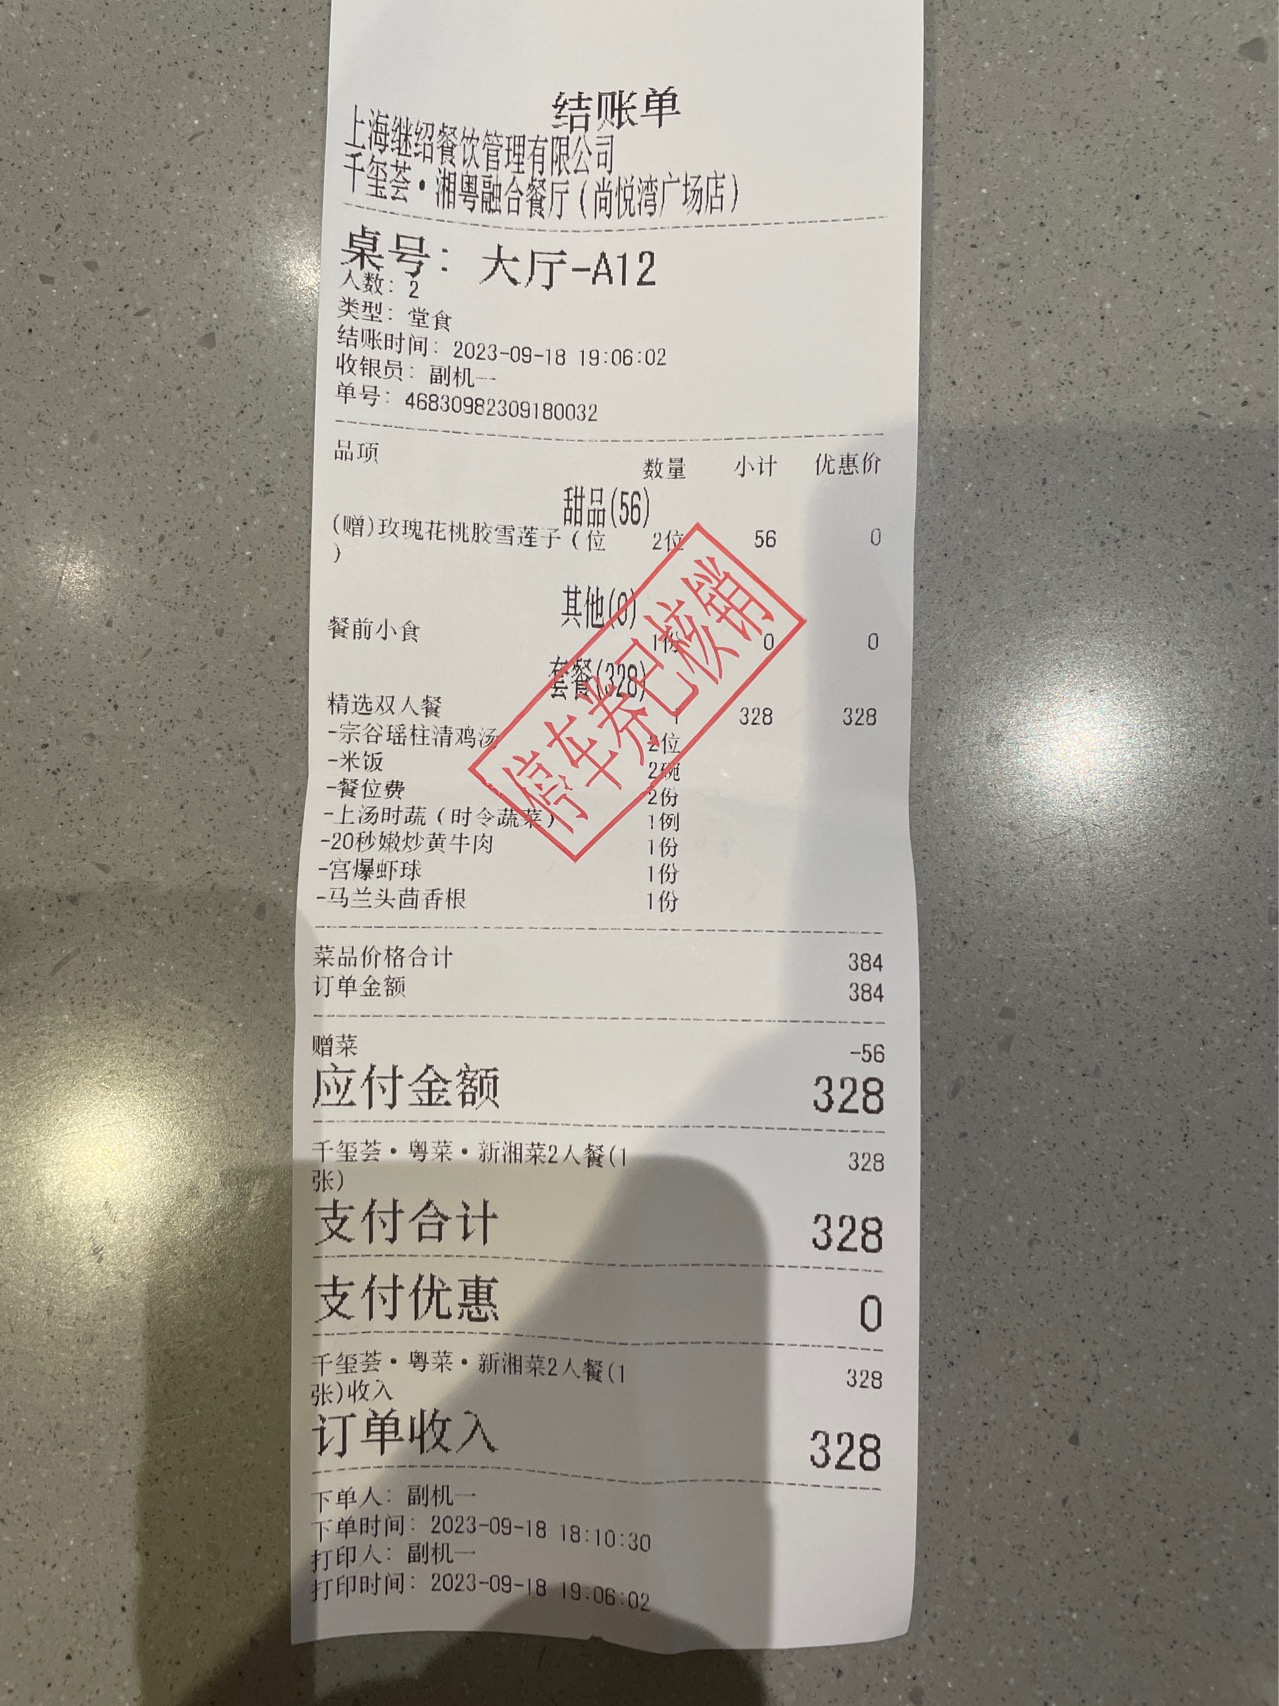 结账单
上海继绍餐饮管理有限公司
千玺荟·湘粤融合餐厅(尚悦湾广场店)
桌号: 大厅-A12
人数: 2
类型: 堂食
结账时间: 2023-09-18 19:06:02
收银员: 副机一
单号: 46830982309180032
品项 数量 小计 优惠价
甜品(56)
(赠)玫瑰花桃胶雪莲子(位 2位 56 0
)
其他(0)
餐前小食 1份 0 0
套餐(328)
精选双人餐 1 328 328
-宗谷瑶柱清鸡汤 2位
-米饭 2碗
-餐位费 2份
-上汤时蔬(时令蔬菜) 1例
-20秒嫩炒黄牛肉 1份
-宫爆虾球 1份
-马兰头茴香根 1份
停车券已核销
菜品价格合计 384
订单金额 384
赠菜 -56
应付金额 328
千玺荟·粤菜·新湘菜2人餐(1 328
张)
支付合计 328
支付优惠 0
千玺荟·粤菜·新湘菜2人餐(1 328
张)收入
订单收入 328
下单人: 副机一
下单时间: 2023-09-18 18:10:30
打印人: 副机一
打印时间: 2023-09-18 19:06:02